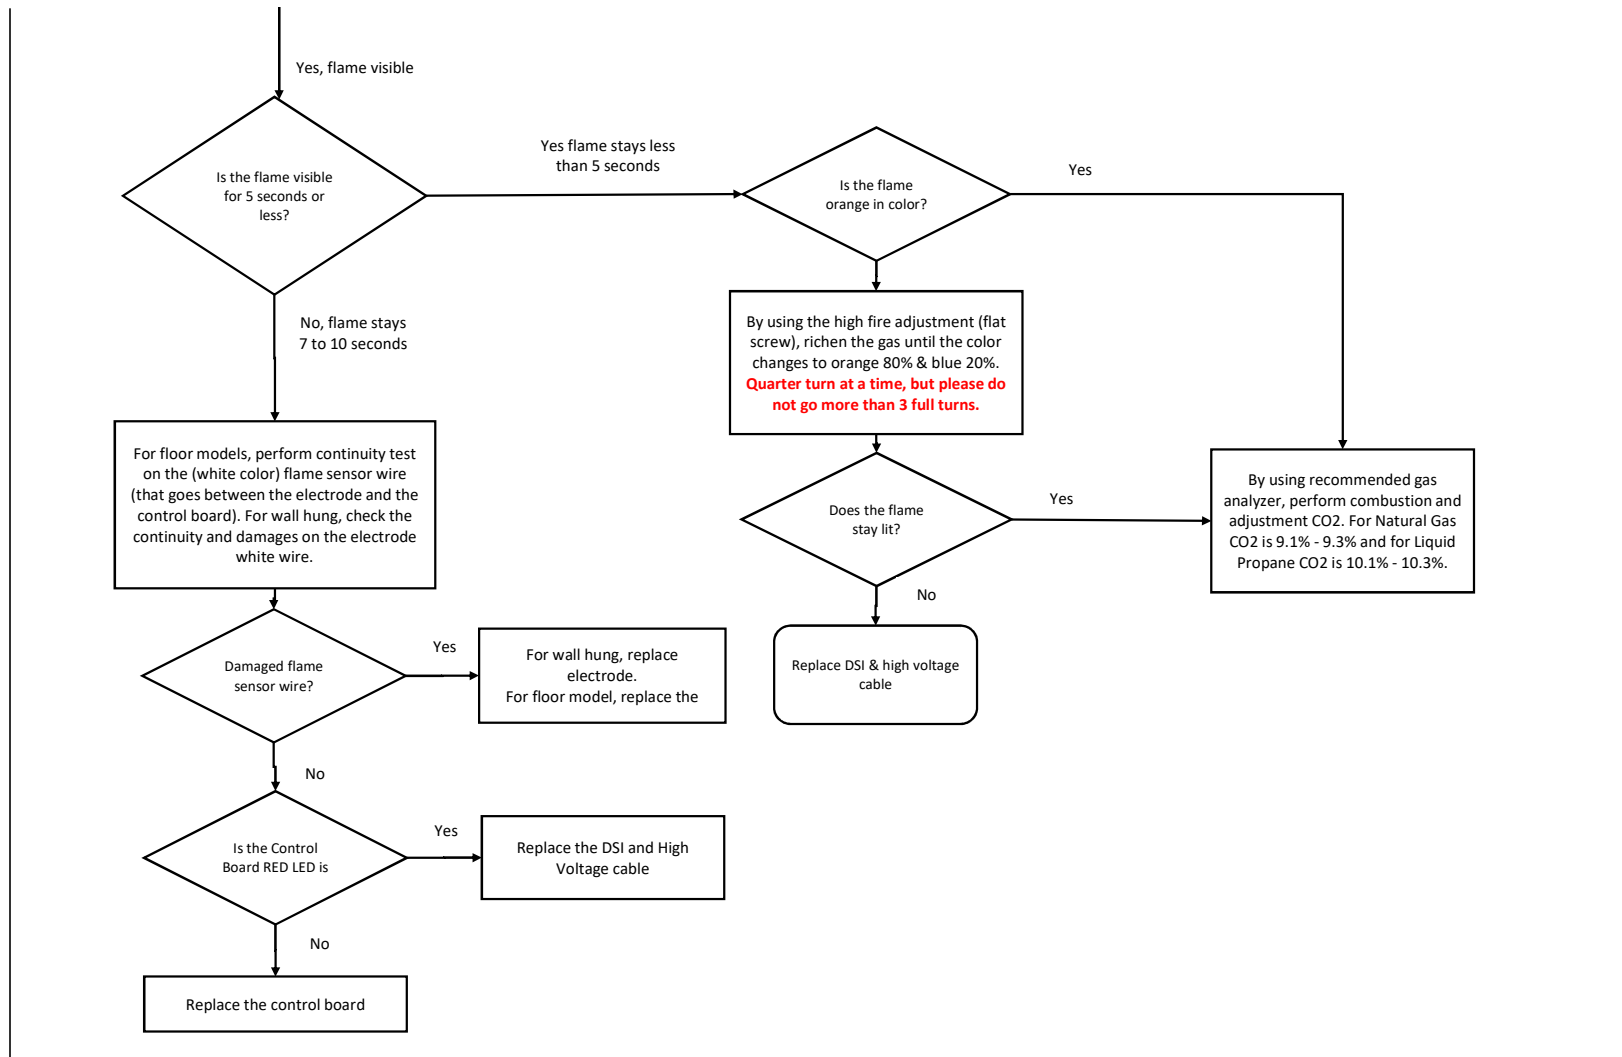 Yes, flame visible
Is the flame visible
for 5 seconds or
less?
Yes flame stays less
than 5 seconds
Is the flame
orange in color?
Yes
No, flame stays
7 to 10 seconds
By using the high fire adjustment (flat
screw), richen the gas until the color
changes to orange 80% & blue 20%.
Quarter turn at a time, but please do
not go more than 3 full turns.
For floor models, perform continuity test
on the (white color) flame sensor wire
(that goes between the electrode and the
control board). For wall hung, check the
continuity and damages on the electrode
white wire.
Does the flame
stay lit?
Yes
By using recommended gas
analyzer, perform combustion and
adjustment CO2. For Natural Gas
CO2 is 9.1% - 9.3% and for Liquid
Propane CO2 is 10.1% - 10.3%.
No
Replace DSI & high voltage
cable
Damaged flame
sensor wire?
Yes
For wall hung, replace
electrode.
For floor model, replace the
No
Is the Control
Board RED LED is
Yes
Replace the DSI and High
Voltage cable
No
Replace the control board